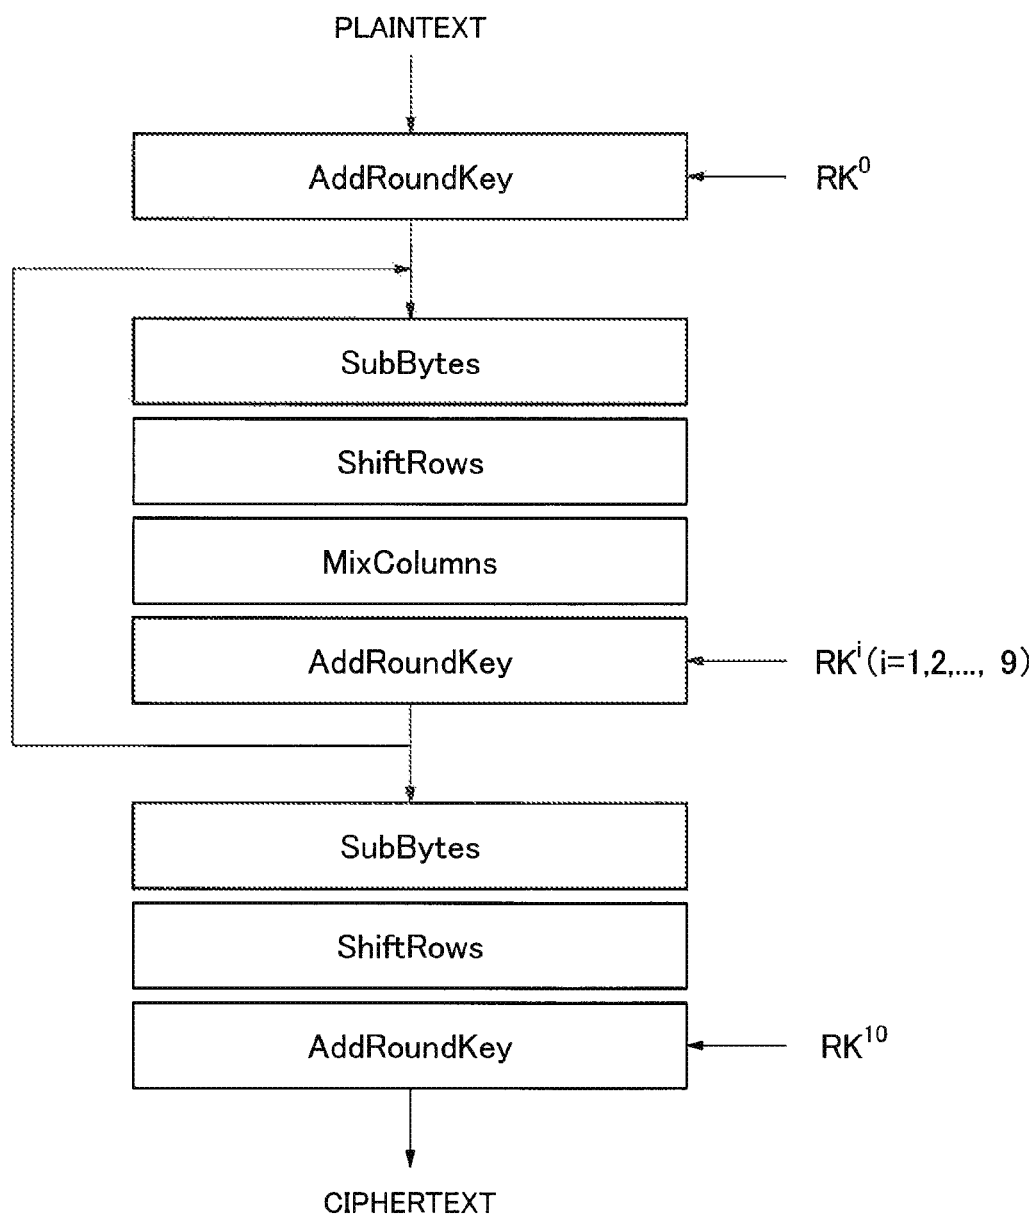 PLAINTEXT
AddRoundKey
RK⁰
SubBytes
ShiftRows
MixColumns
AddRoundKey
RKⁱ(i=1,2,..., 9)
SubBytes
ShiftRows
AddRoundKey
RK¹⁰
CIPHERTEXT